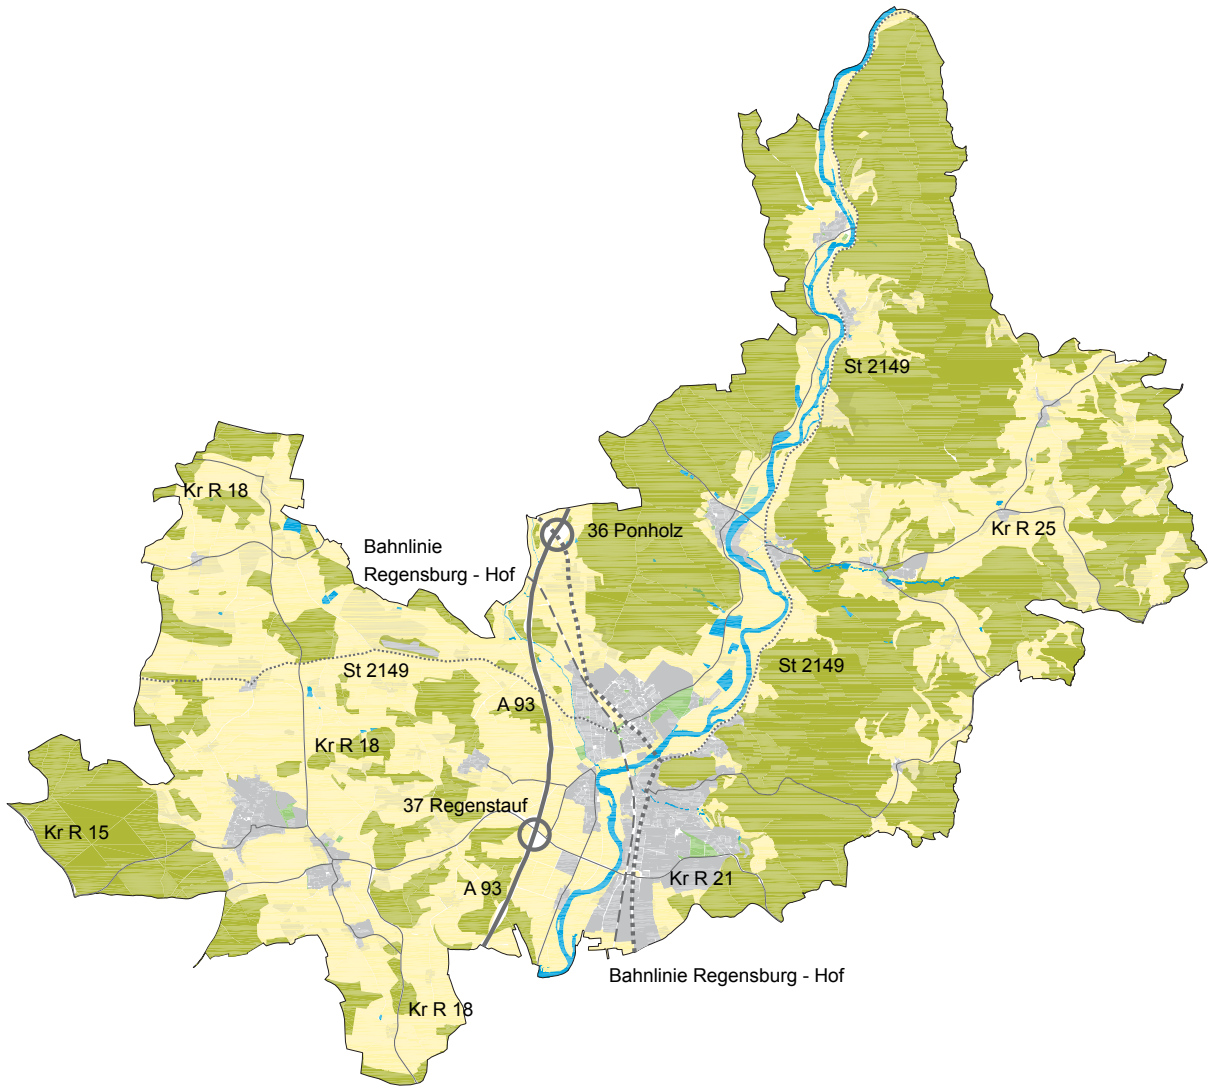 St 2149
Kr R 18
Kr R 25
36 Ponholz
Bahnlinie
Regensburg - Hof
St 2149
St 2149
A 93
Kr R 18
37 Regenstauf
Kr R 15
Kr R 21
A 93
Bahnlinie Regensburg - Hof
Kr R 18